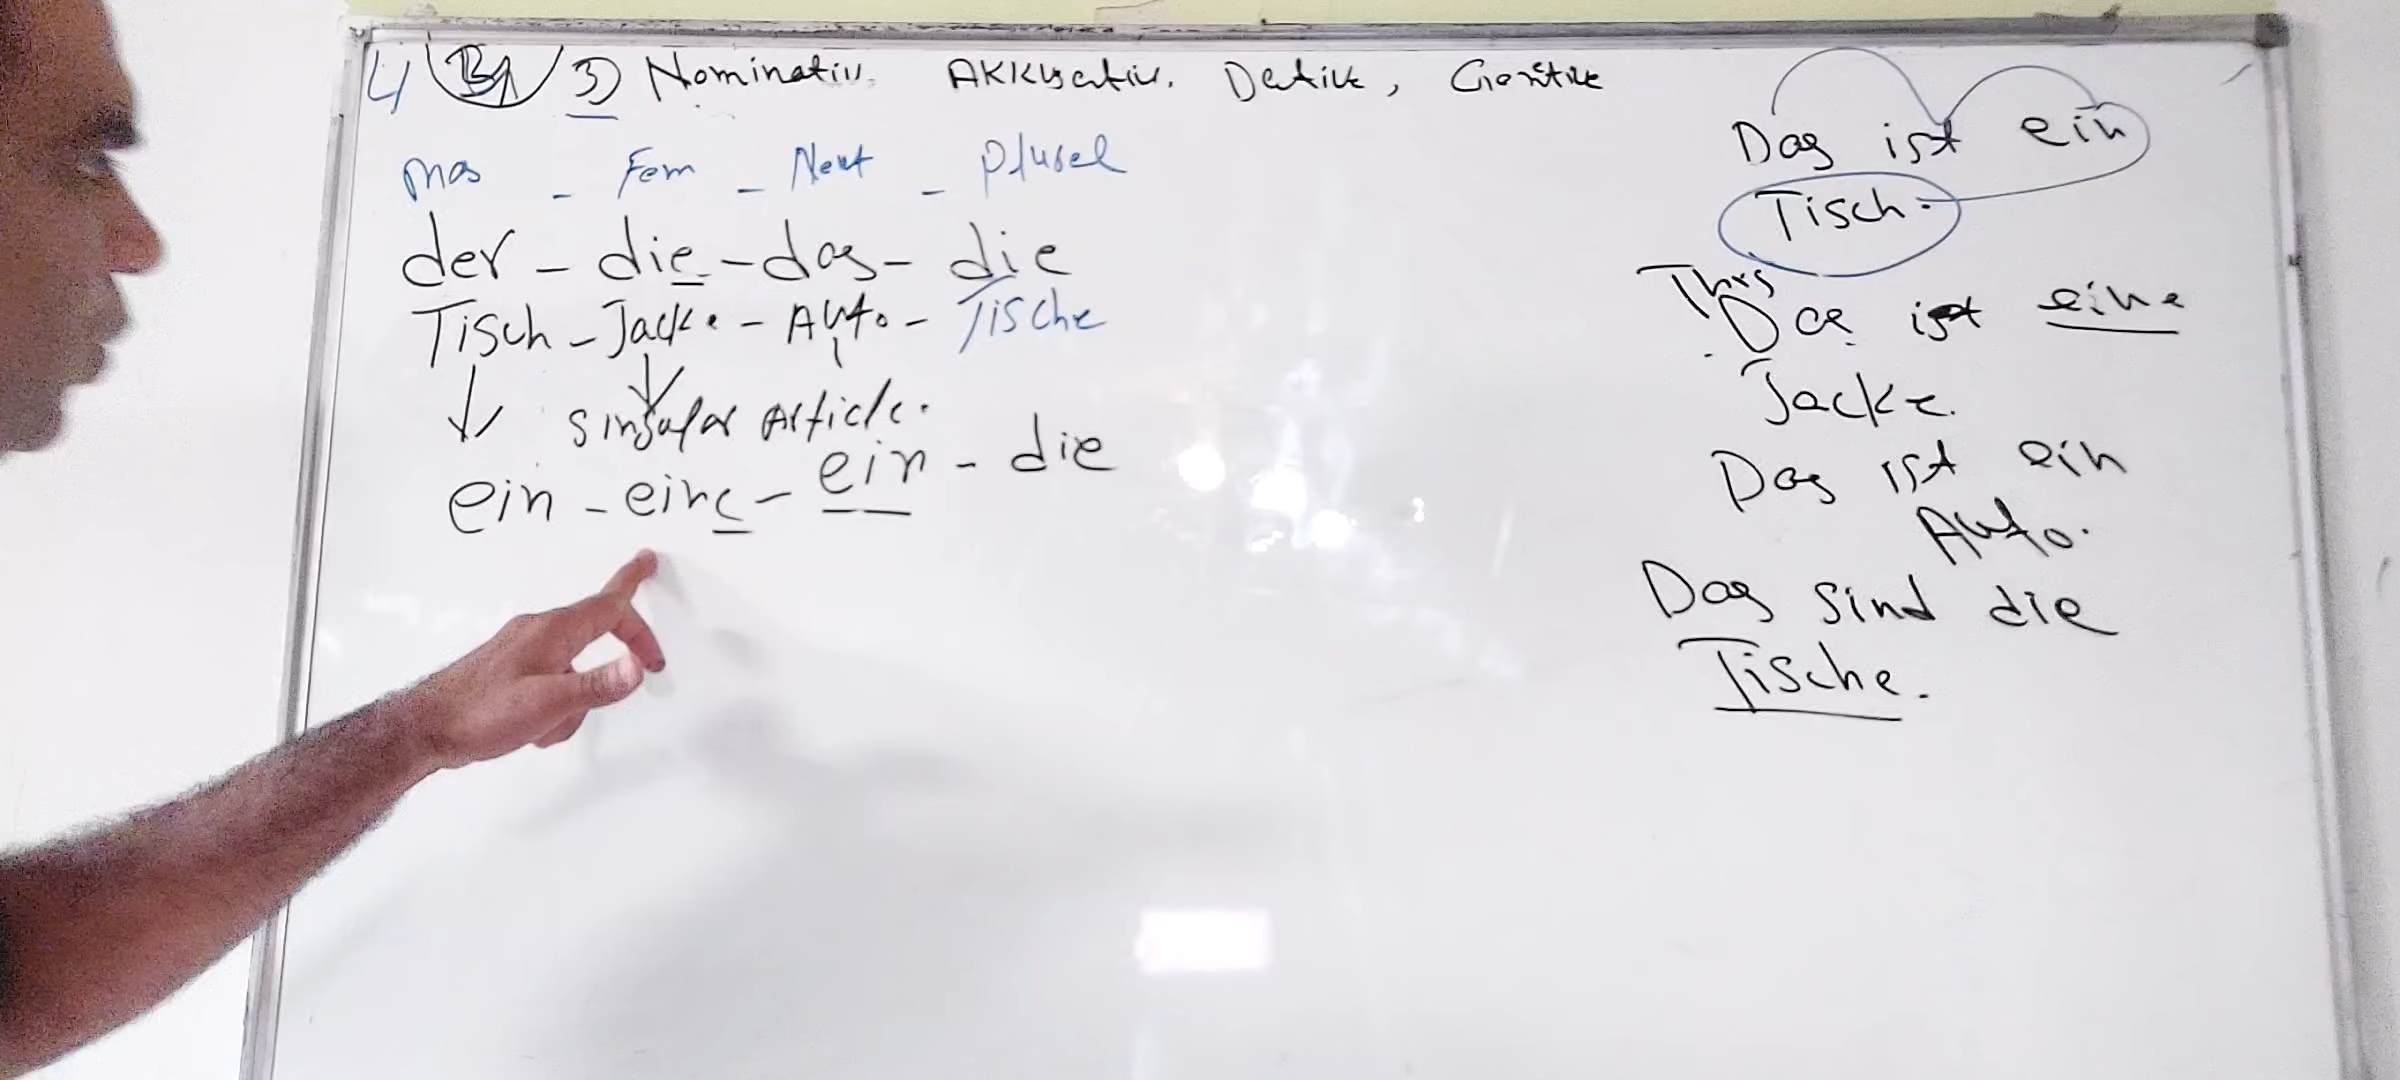 4 B1 3) Nominativ. AKKusativ. Dative, Genitive
mas - Fem - Neut - Plural
der - die - das - die
Tisch - Jacke - Auto - Tische
Singular Article.
ein - eine - ein - die
Das ist ein
Tisch.
This
Das ist eine
Jacke.
Das ist ein
Auto.
Das sind die
Tische.